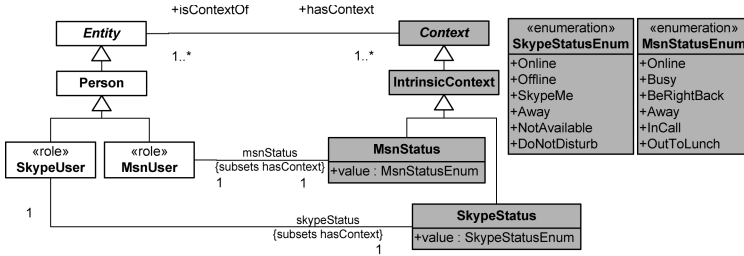 +isContextOf +hasContext
Entity
Context
1..* 1..*
Person
IntrinsicContext
«role»
SkypeUser
«role»
MsnUser
msnStatus
{subsets hasContext}
1 1
MsnStatus
+value : MsnStatusEnum
1
skypeStatus
{subsets hasContext}
1
SkypeStatus
+value : SkypeStatusEnum
«enumeration»
SkypeStatusEnum
+Online
+Offline
+SkypeMe
+Away
+NotAvailable
+DoNotDisturb
«enumeration»
MsnStatusEnum
+Online
+Busy
+BeRightBack
+Away
+InCall
+OutToLunch